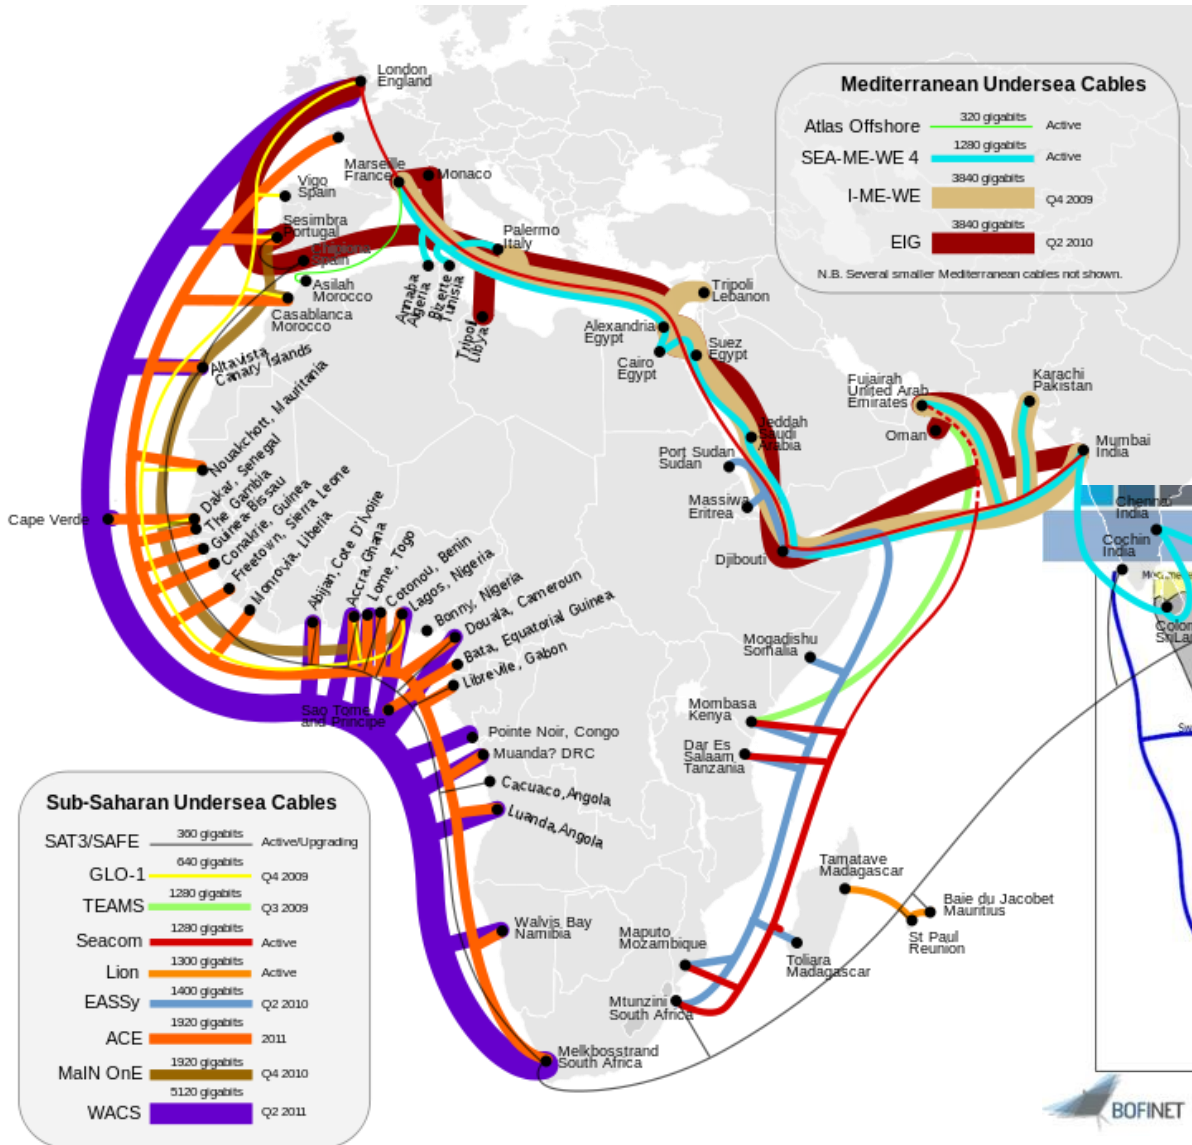 London
England
Mediterranean Undersea Cables
Atlas Offshore
320 gigabits
Active
SEA-ME-WE 4
1280 gigabits
Active
I-ME-WE
3840 gigabits
Q4 2009
EIG
3840 gigabits
Q2 2010
N.B. Several smaller Mediterranean cables not shown.
Marseille
France
Monaco
Vigo
Spain
Sesimbra
Portugal
Chipiona
Spain
Palermo
Italy
Asilah
Morocco
Casablanca
Morocco
Annaba
Algeria
Bizerte
Tunisia
Tripoli
Libya
Tripoli
Lebanon
Alexandria
Egypt
Cairo
Egypt
Suez
Egypt
Altavista
Canary Islands
Fujairah
United Arab
Emirates
Karachi
Pakistan
Oman
Mumbai
India
Jeddah
Saudi
Arabia
Port Sudan
Sudan
Massiwa
Eritrea
Djibouti
Chennai
India
Cochin
India
Nouakchott, Mauritania
Cape Verde
Dakar, Senegal
The Gambia
Guinea-Bissau
Conakrie, Guinea
Freetown, Sierra Leone
Monrovia, Liberia
Abijan, Cote D'Ivoire
Accra,Ghana
Lome, Togo
Cotonou, Benin
Lagos, Nigeria
Bonny, Nigeria
Douala, Cameroun
Bata, Equatorial Guinea
Libreville, Gabon
Sao Tome
and Principe
Mogadishu
Somalia
Mombasa
Kenya
Dar Es
Salaam
Tanzania
Pointe Noir, Congo
Muanda? DRC
Cacuaco,Angola
Luanda,Angola
Walvis Bay
Namibia
Maputo
Mozambique
Toliara
Madagascar
Tamatave
Madagascar
Baie du Jacobet
Mauritius
St Paul
Reunion
Mtunzini
South Africa
Melkbosstrand
South Africa
Sub-Saharan Undersea Cables
SAT3/SAFE
360 gigabits
Active/Upgrading
GLO-1
640 gigabits
Q4 2009
TEAMS
1280 gigabits
Q3 2009
Seacom
1280 gigabits
Active
Lion
1300 gigabits
Active
EASSy
1400 gigabits
Q2 2010
ACE
1920 gigabits
2011
MaIN OnE
1920 gigabits
Q4 2010
WACS
5120 gigabits
Q2 2011
BOFINET